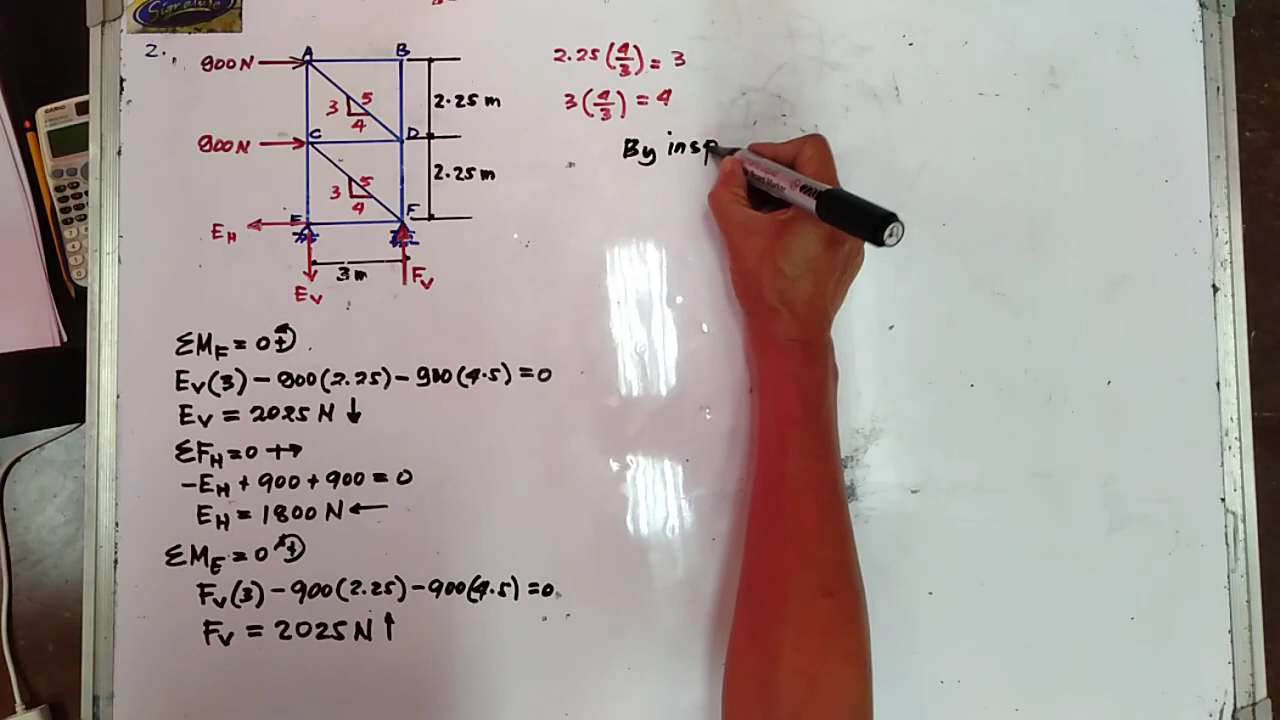 Signature
2.
A B
900N
3 5 4
2.25 m
2.25(4/3) = 3
3(4/3) = 4
By insp
900N
C D
2.25 m
3 5 4
E F
EH
3 m
EV FV
CASIO
ΣMF = 0 +
EV(3) - 900(2.25) - 900(4.5) = 0
EV = 2025 N ↓
ΣFH = 0 + →
-EH + 900 + 900 = 0
EH = 1800 N ←
ΣME = 0 +
FV(3) - 900(2.25) - 900(4.5) = 0
FV = 2025 N ↑